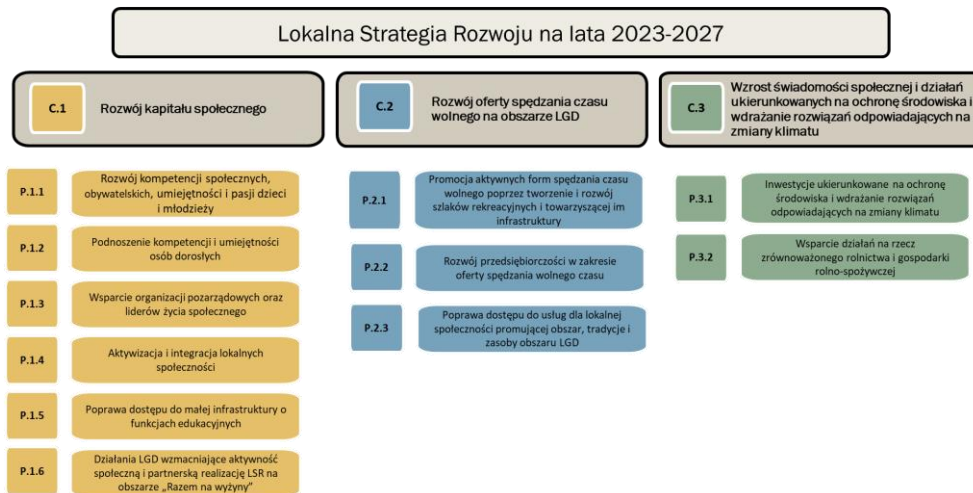 Lokalna Strategia Rozwoju na lata 2023-2027
C.1
Rozwój kapitału społecznego
P.1.1
Rozwój kompetencji społecznych,
obywatelskich, umiejętności i pasji dzieci
i młodzieży
P.1.2
Podnoszenie kompetencji i umiejętności
osób dorosłych
P.1.3
Wsparcie organizacji pozarządowych oraz
liderów życia społecznego
P.1.4
Aktywizacja i integracja lokalnych
społeczności
P.1.5
Poprawa dostępu do małej infrastruktury o
funkcjach edukacyjnych
P.1.6
Działania LGD wzmacniające aktywność
społeczną i partnerską realizację LSR na
obszarze „Razem na wyżyny”
C.2
Rozwój oferty spędzania czasu
wolnego na obszarze LGD
P.2.1
Promocja aktywnych form spędzania czasu
wolnego poprzez tworzenie i rozwój
szlaków rekreacyjnych i towarzyszącej im
infrastruktury
P.2.2
Rozwój przedsiębiorczości w zakresie
oferty spędzania wolnego czasu
P.2.3
Poprawa dostępu do usług dla lokalnej
społeczności promującej obszar, tradycje i
zasoby obszaru LGD
C.3
Wzrost świadomości społecznej i działań
ukierunkowanych na ochronę środowiska i
wdrażanie rozwiązań odpowiadających na
zmiany klimatu
P.3.1
Inwestycje ukierunkowane na ochronę
środowiska i wdrażanie rozwiązań
odpowiadających na zmiany klimatu
P.3.2
Wsparcie działań na rzecz
zrównoważonego rolnictwa i gospodarki
rolno-spożywczej